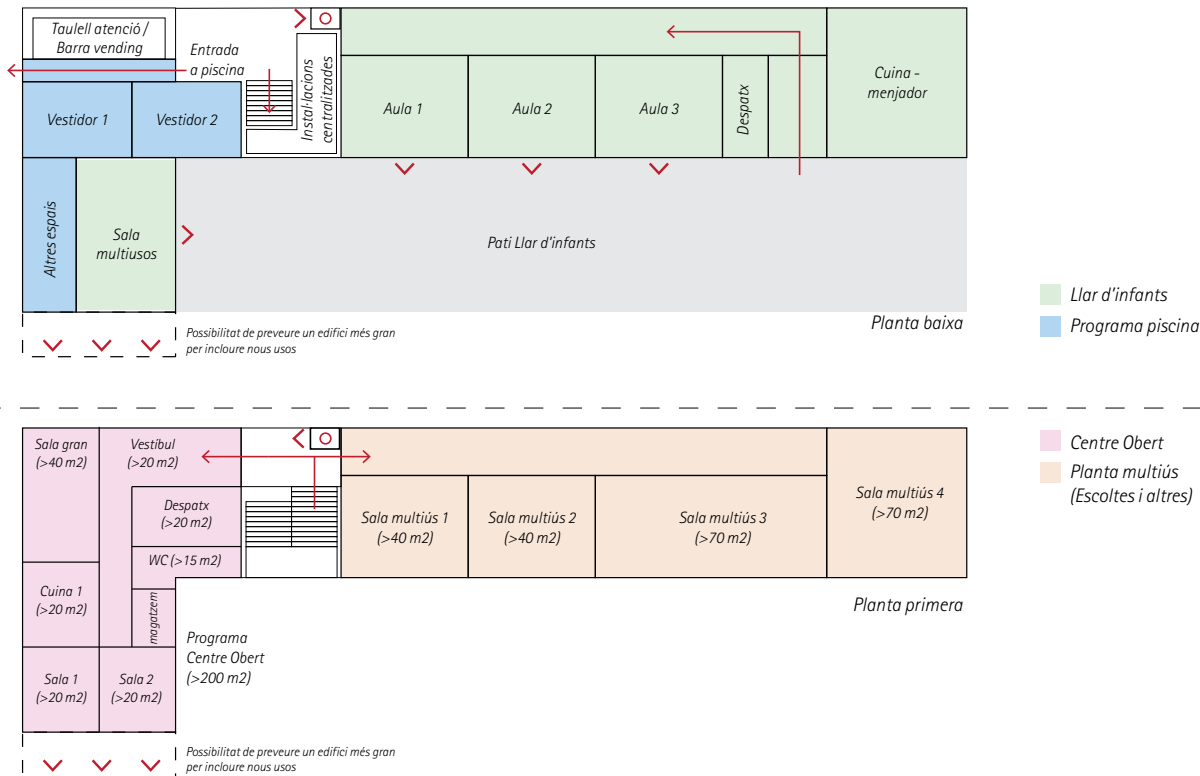 Taulell atenció /
Barra vending
Entrada
a piscina
Instal·lacions
centralitzades
Vestidor 1
Vestidor 2
Aula 1
Aula 2
Aula 3
Despatx
Cuina -
menjador
Altres espais
Sala
multiusos
Pati Llar d'infants
Possibilitat de preveure un edifici més gran
per incloure nous usos
Planta baixa
Llar d'infants
Programa piscina
Sala gran
(>40 m2)
Vestíbul
(>20 m2)
Despatx
(>20 m2)
WC (>15 m2)
Cuina 1
(>20 m2)
magatzem
Sala 1
(>20 m2)
Sala 2
(>20 m2)
Programa
Centre Obert
(>200 m2)
Sala multiús 1
(>40 m2)
Sala multiús 2
(>40 m2)
Sala multiús 3
(>70 m2)
Sala multiús 4
(>70 m2)
Planta primera
Centre Obert
Planta multiús
(Escoltes i altres)
Possibilitat de preveure un edifici més gran
per incloure nous usos